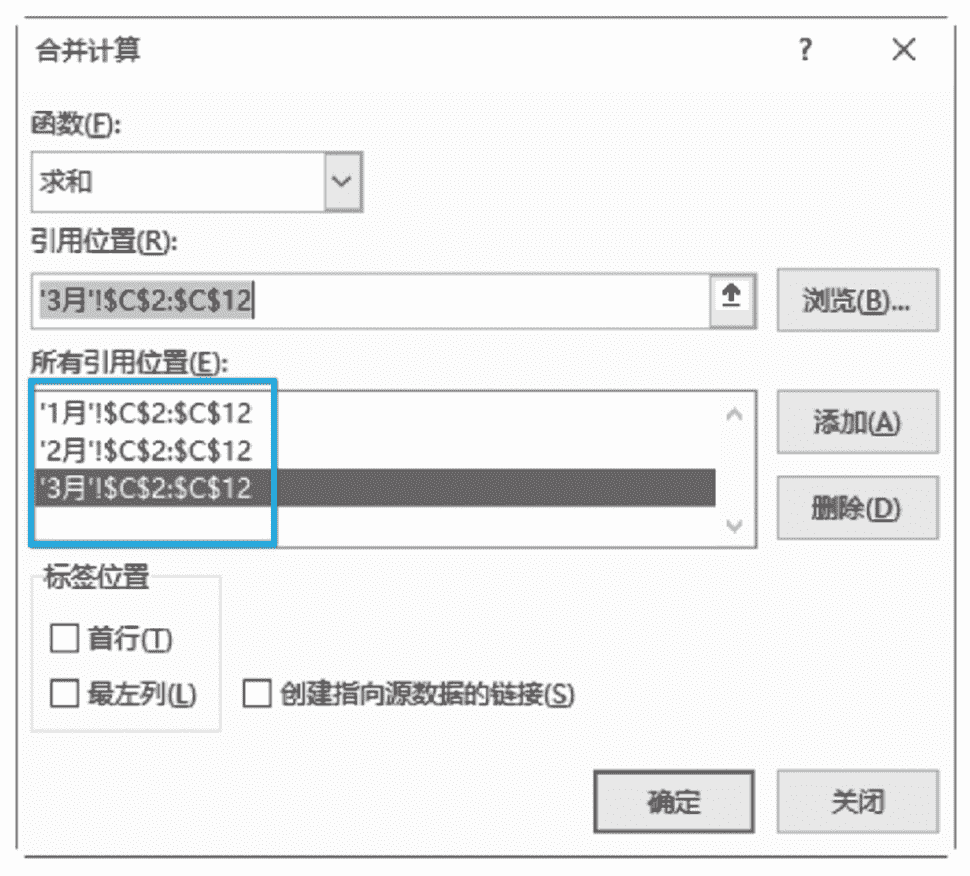 合并计算 ?
函数(F):
求和
引用位置(R):
'3月'!$C$2:$C$12
浏览(B)...
所有引用位置(E):
'1月'!$C$2:$C$12
'2月'!$C$2:$C$12
'3月'!$C$2:$C$12
添加(A)
删除(D)
标签位置
首行(T)
最左列(L)
创建指向源数据的链接(S)
确定
关闭